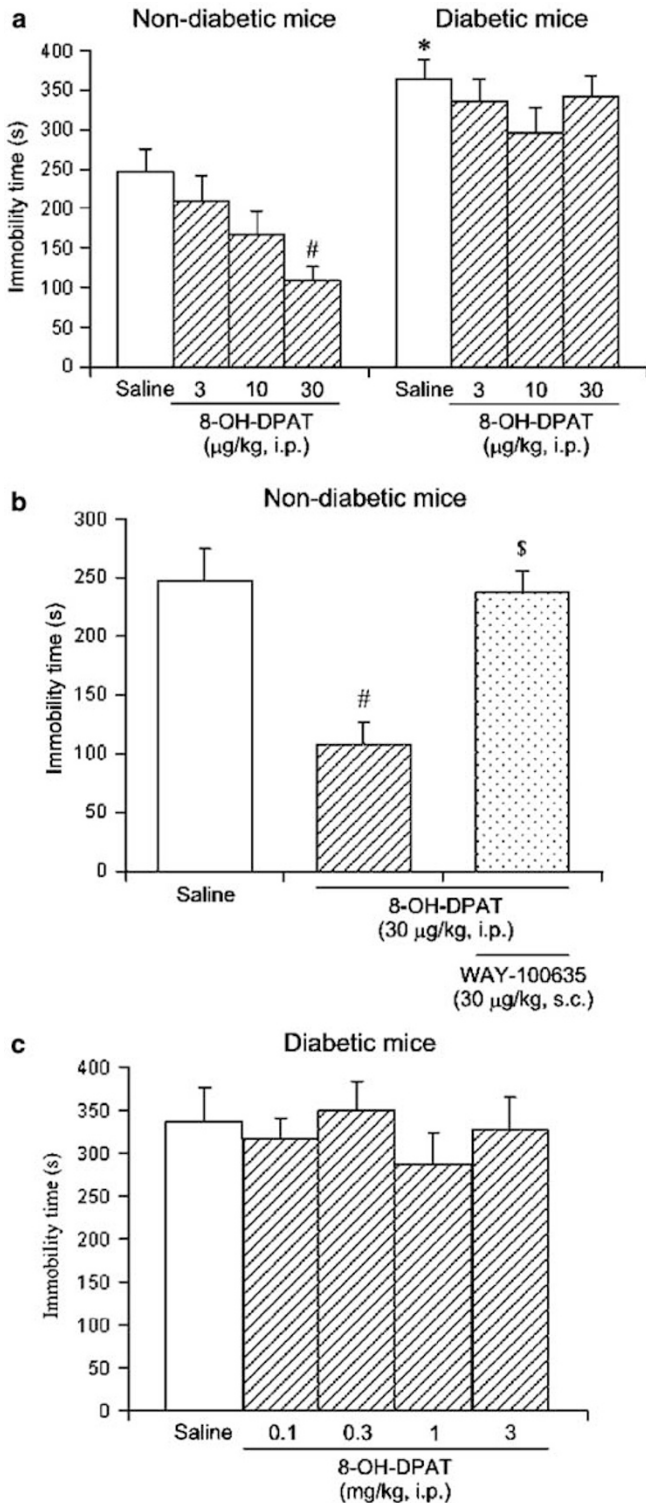 a
Non-diabetic mice Diabetic mice
Immobility time (s)
400
350
300
250
200
150
100
50
0
*
#
Saline 3 10 30 Saline 3 10 30
8-OH-DPAT 8-OH-DPAT
(μg/kg, i.p.) (μg/kg, i.p.)
b
Non-diabetic mice
Immobility time (s)
300
250
200
150
100
50
0
#
$
Saline
8-OH-DPAT
(30 μg/kg, i.p.)
WAY-100635
(30 μg/kg, s.c.)
c
Diabetic mice
Immobility time (s)
400
350
300
250
200
150
100
50
0
Saline 0.1 0.3 1 3
8-OH-DPAT
(mg/kg, i.p.)